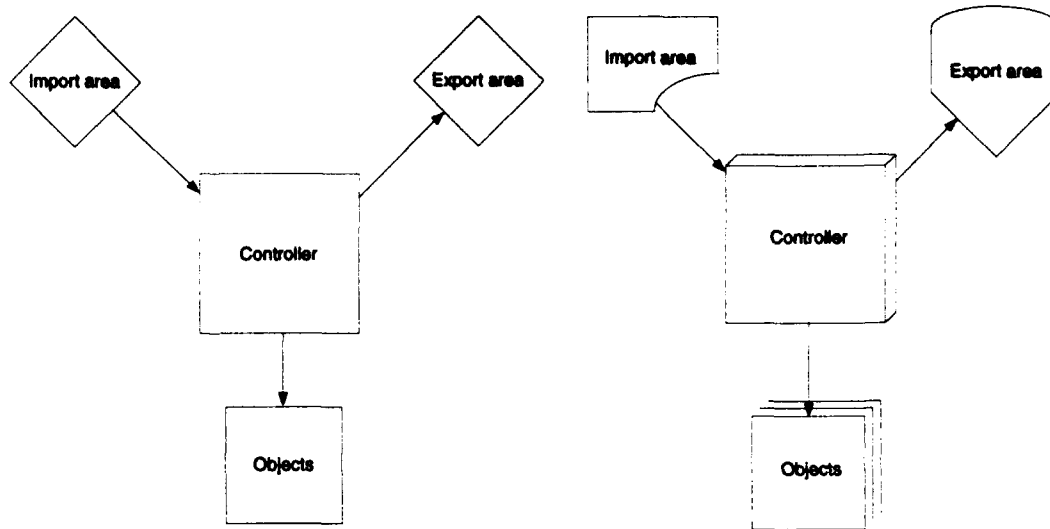 Import area
Export area
Controller
Objects
Import area
Export area
Controller
Objects